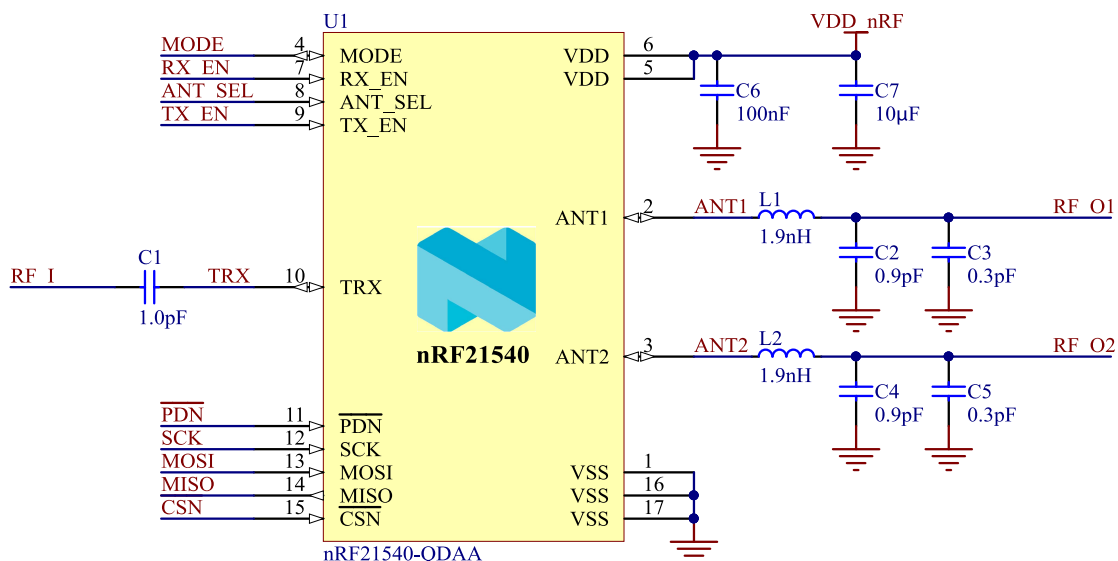 U1
VDD_nRF
MODE 4 MODE VDD 6
RX_EN 7 RX_EN VDD 5
ANT_SEL 8 ANT_SEL
TX_EN 9 TX_EN
C6
100nF
C7
10µF
ANT1 2 ANT1 L1 RF_O1
1.9nH
C2
0.9pF
C3
0.3pF
RF_I C1 TRX 10 TRX
1.0pF
nRF21540
ANT2 3 ANT2 L2 RF_O2
1.9nH
C4
0.9pF
C5
0.3pF
PDN 11 PDN
SCK 12 SCK
MOSI 13 MOSI VSS 1
MISO 14 MISO VSS 16
CSN 15 CSN VSS 17
nRF21540-QDAA